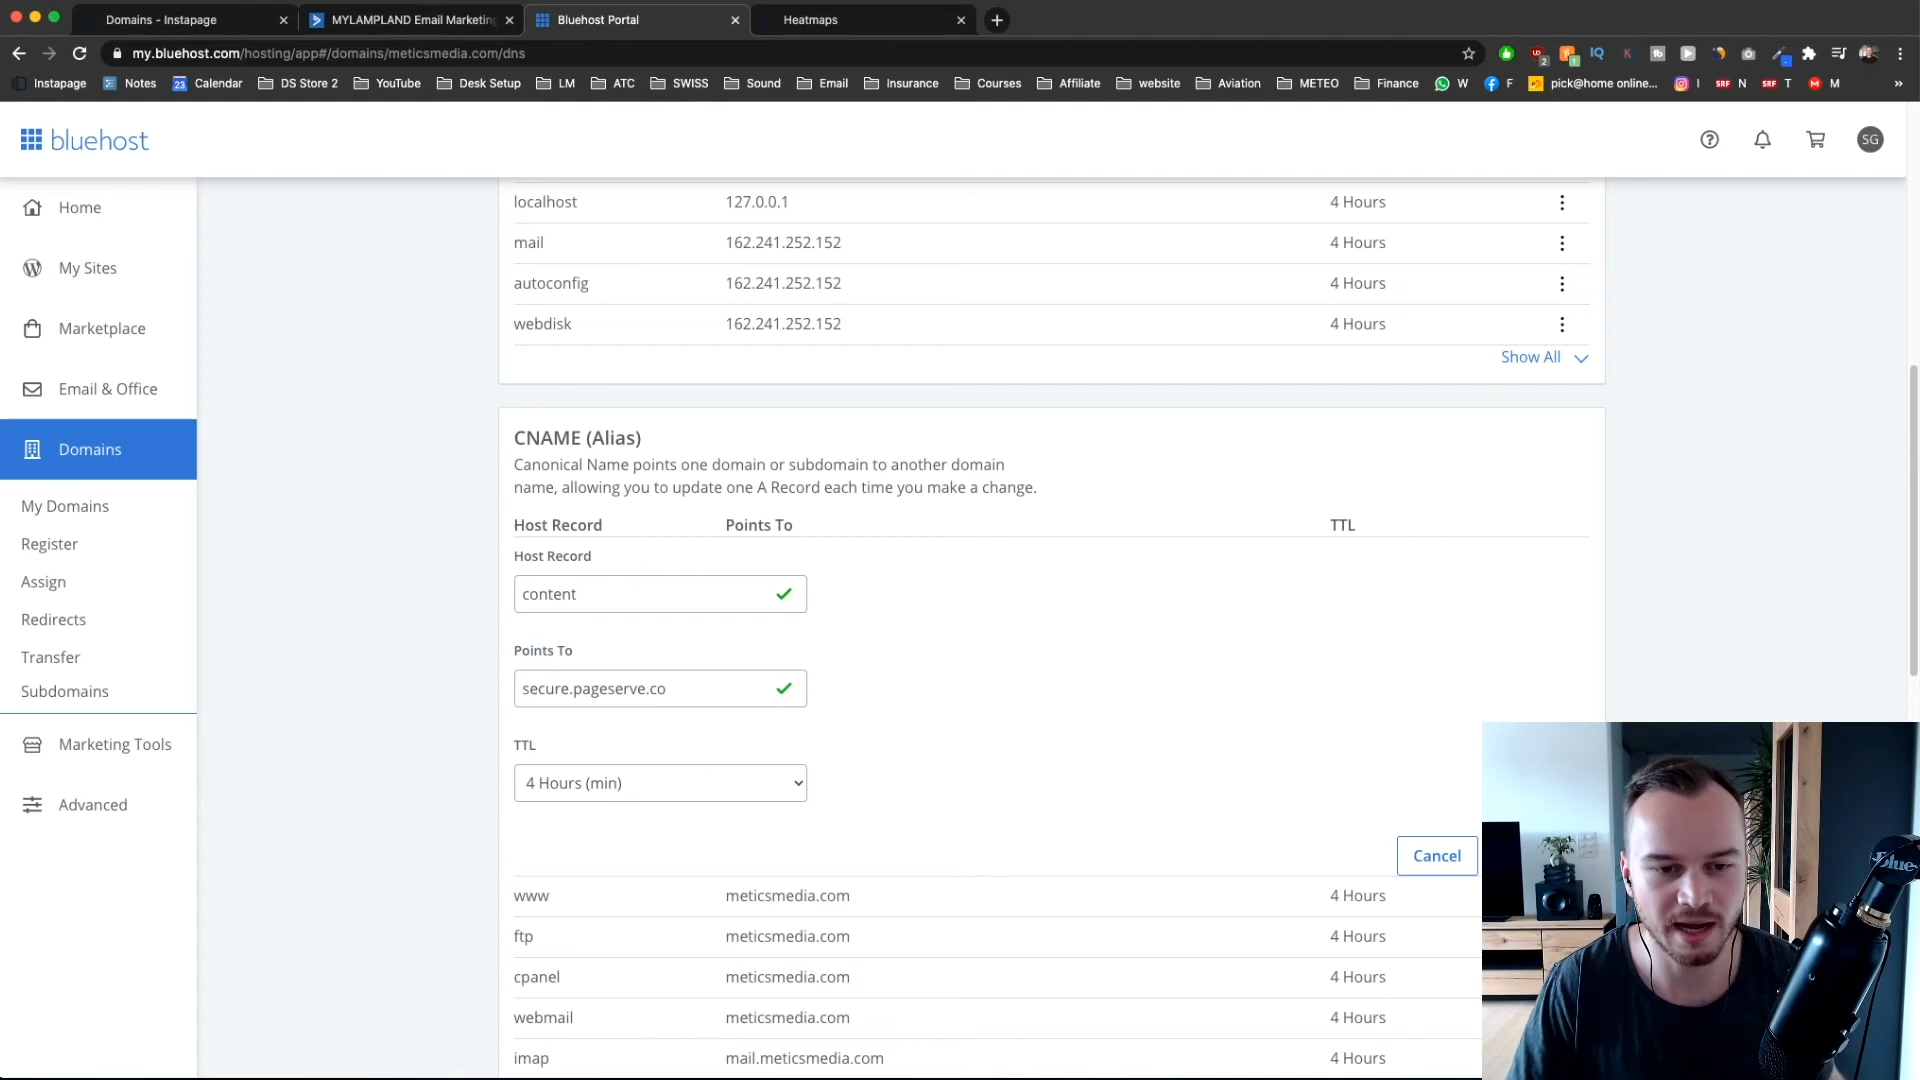 Domains - Instapage
MYLAMPLAND Email Marketing
Bluehost Portal
Heatmaps
my.bluehost.com/hosting/app#/domains/meticsmedia.com/dns
Instapage
Notes
23
Calendar
DS Store 2
YouTube
Desk Setup
LM
ATC
SWISS
Sound
Email
Insurance
Courses
Affiliate
website
Aviation
METEO
Finance
W
F
pick@home online...
I
SRF N
SRF T
M
bluehost
SG
Home
My Sites
Marketplace
Email & Office
Domains
My Domains
Register
Assign
Redirects
Transfer
Subdomains
Marketing Tools
Advanced
localhost 127.0.0.1 4 Hours
mail 162.241.252.152 4 Hours
autoconfig 162.241.252.152 4 Hours
webdisk 162.241.252.152 4 Hours
Show All
CNAME (Alias)
Canonical Name points one domain or subdomain to another domain
name, allowing you to update one A Record each time you make a change.
Host Record Points To TTL
Host Record
content
Points To
secure.pageserve.co
TTL
4 Hours (min)
Cancel
www meticsmedia.com 4 Hours
ftp meticsmedia.com 4 Hours
cpanel meticsmedia.com 4 Hours
webmail meticsmedia.com 4 Hours
imap mail.meticsmedia.com 4 Hours
Blue